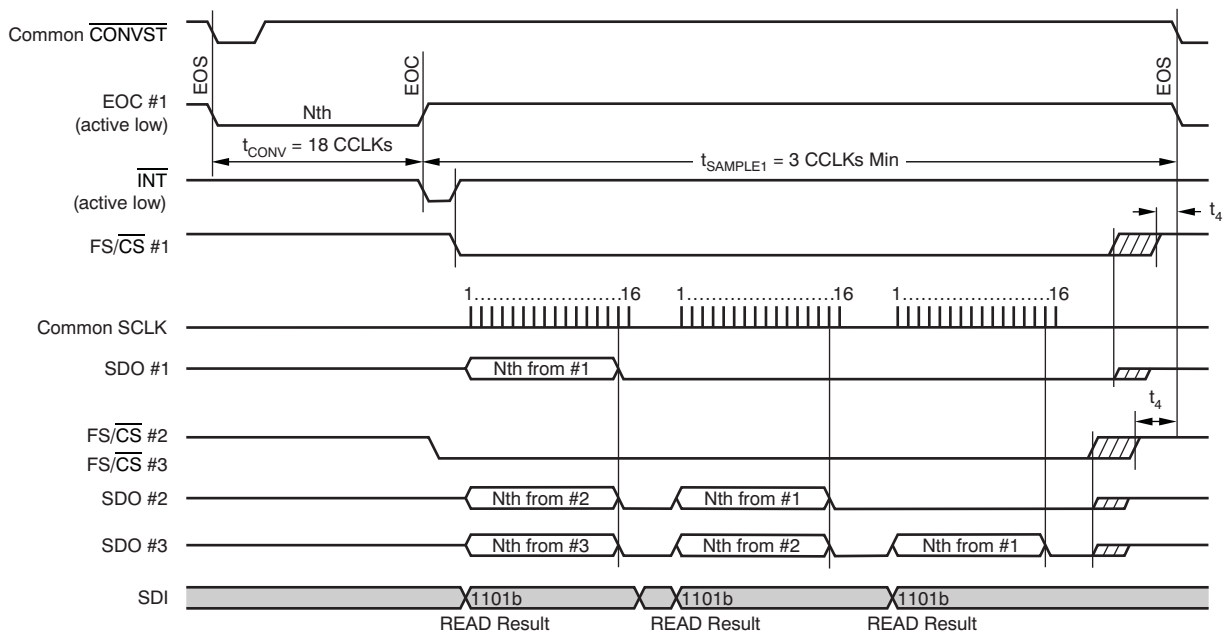 Common CONVST
EOS
EOC
EOS
EOC #1
(active low)
Nth
tCONV = 18 CCLKs
tSAMPLE1 = 3 CCLKs Min
INT
(active low)
t4
FS/CS #1
1.......................16
1.......................16
1.......................16
Common SCLK
SDO #1
Nth from #1
t4
FS/CS #2
FS/CS #3
SDO #2
Nth from #2
Nth from #1
SDO #3
Nth from #3
Nth from #2
Nth from #1
SDI
1101b
1101b
1101b
READ Result
READ Result
READ Result